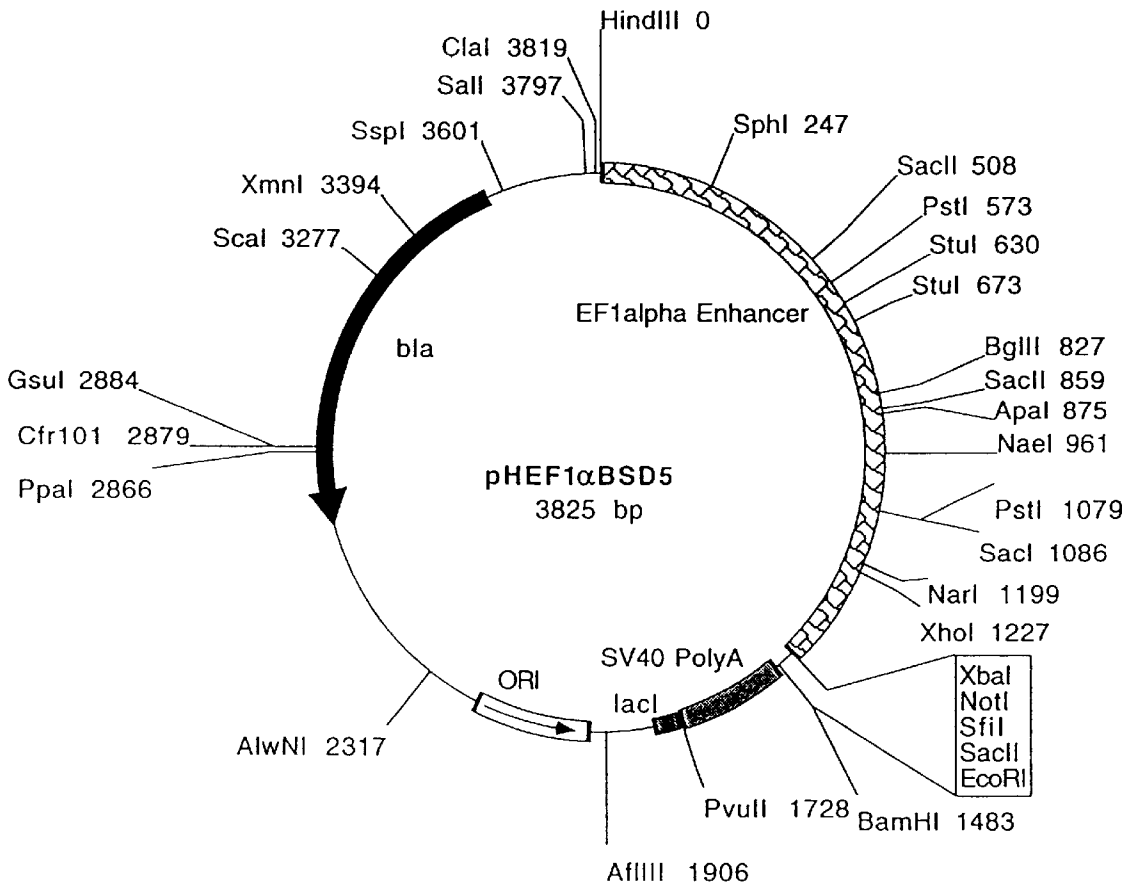 HindIII 0
ClaI 3819
SalI 3797
SspI 3601
XmnI 3394
ScaI 3277
bla
GsuI 2884
Cfr101 2879
PpaI 2866
SphI 247
SacII 508
PstI 573
StuI 630
StuI 673
EF1alpha Enhancer
BglII 827
SacII 859
ApaI 875
NaeI 961
pHEF1αBSD5
3825 bp
PstI 1079
SacI 1086
NarI 1199
XhoI 1227
SV40 PolyA
lacI
ORI
XbaI
NotI
SfiI
SacII
EcoRI
AlwNI 2317
PvuII 1728
BamHI 1483
AflIII 1906